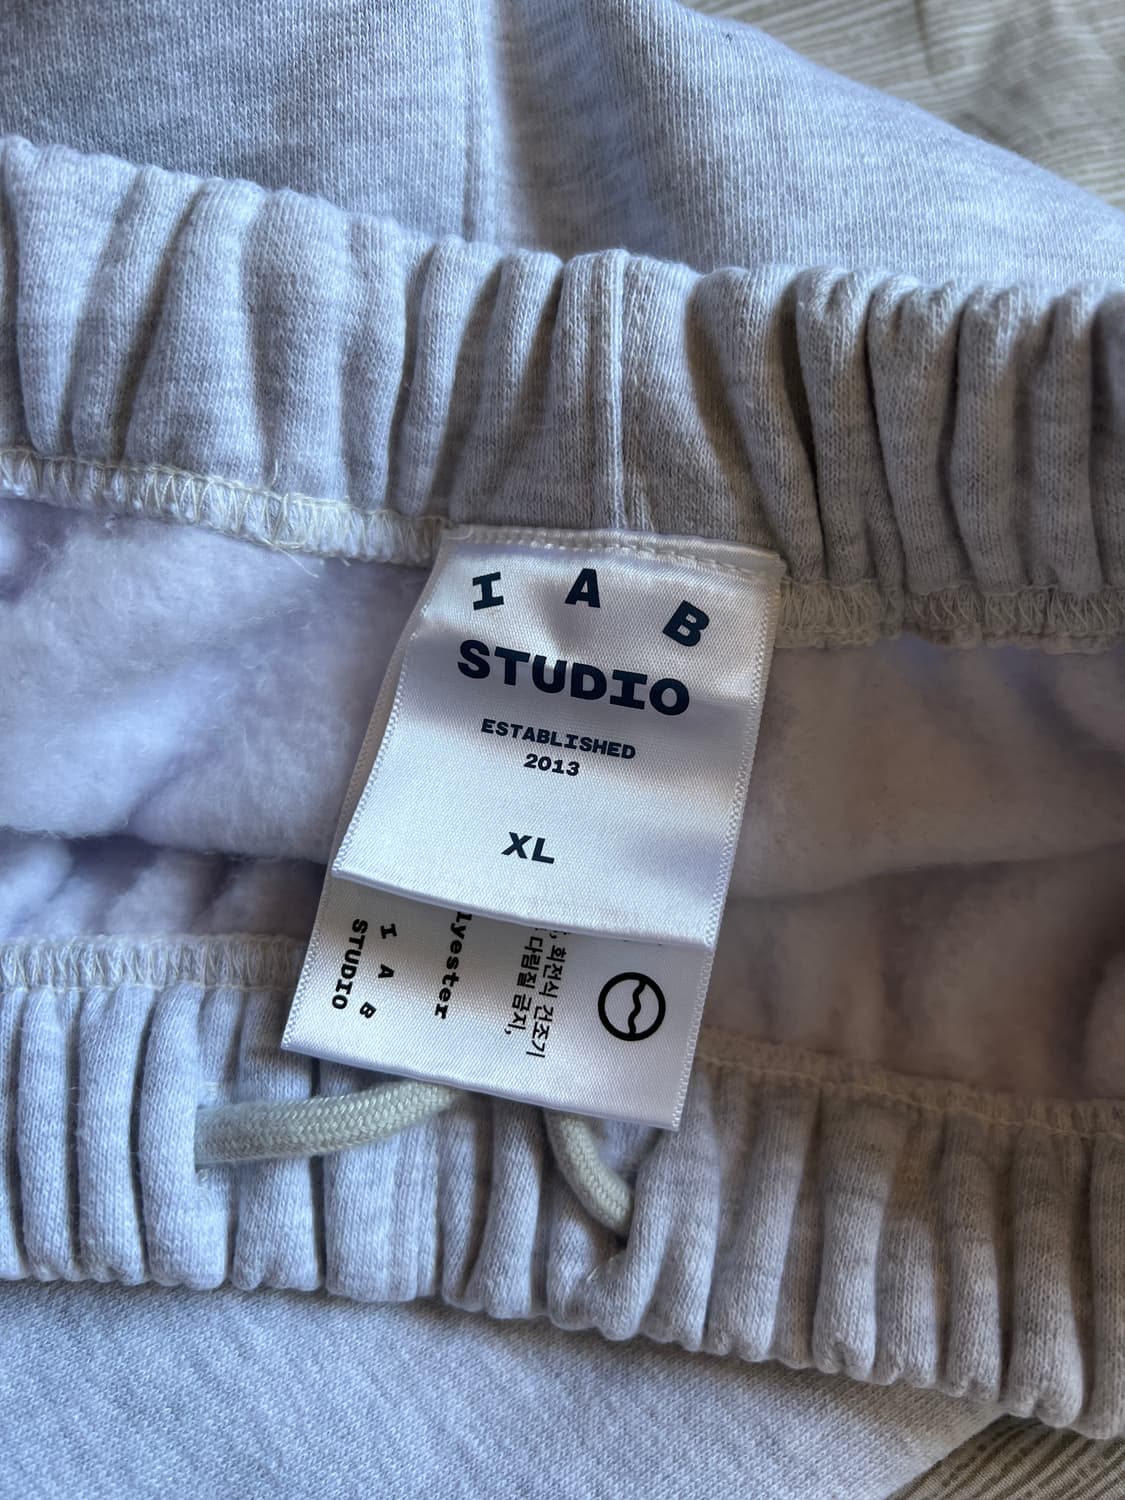 I A B
STUDIO
ESTABLISHED
2013
XL
I A B
STUDIO
lyester
, 회전식 건조기
다림질 금지,